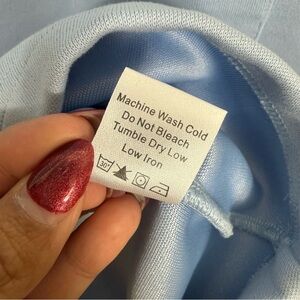 Machine Wash Cold
Do Not Bleach
Tumble Dry Low
Low Iron
30°